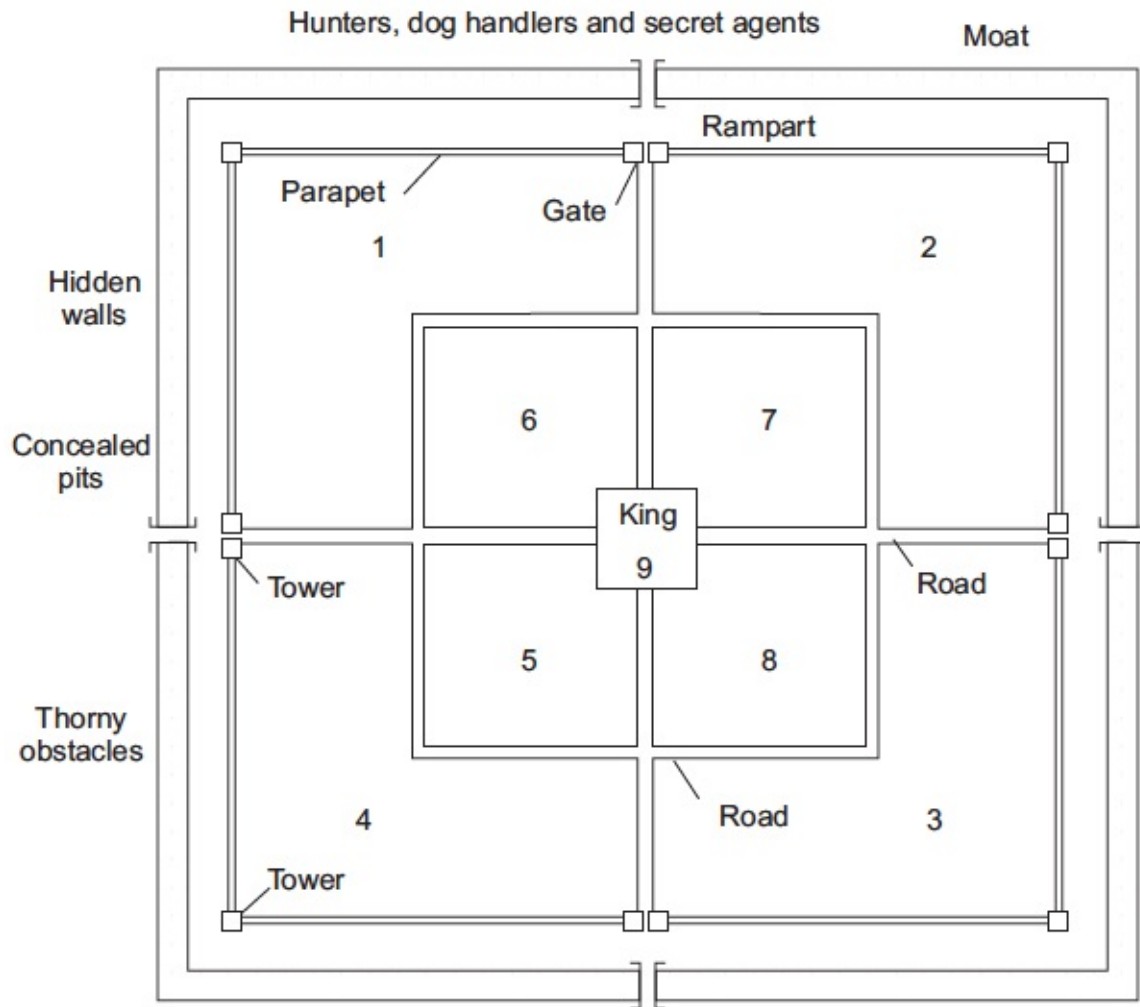 Hunters, dog handlers and secret agents
Moat
Rampart
Parapet
Gate
1
2
Hidden
walls
6
7
Concealed
pits
King
9
Tower
Road
5
8
Thorny
obstacles
Road
4
3
Tower